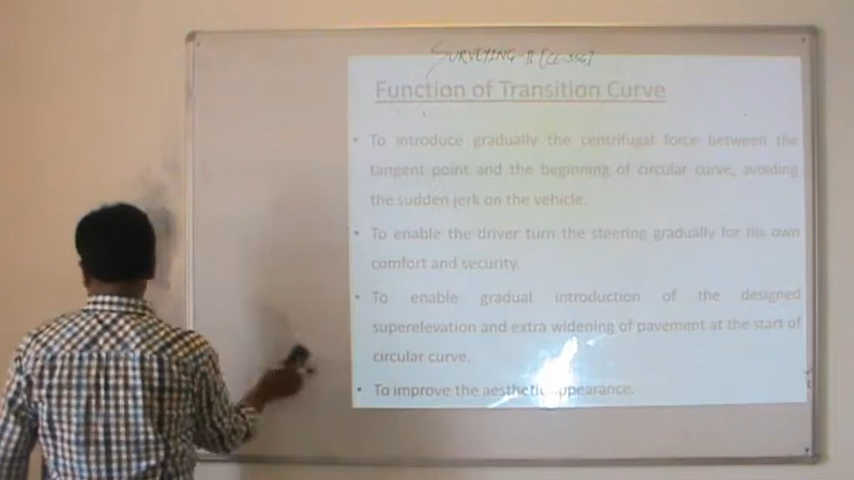 SURVEYING-II [CE-356]
Function of Transition Curve
• To introduce gradually the centrifugal force between the
tangent point and the beginning of circular curve, avoiding
the sudden jerk on the vehicle.
• To enable the driver turn the steering gradually for his own
comfort and security.
• To enable gradual introduction of the designed
superelevation and extra widening of pavement at the start of
circular curve.
• To improve the aesthetic appearance.